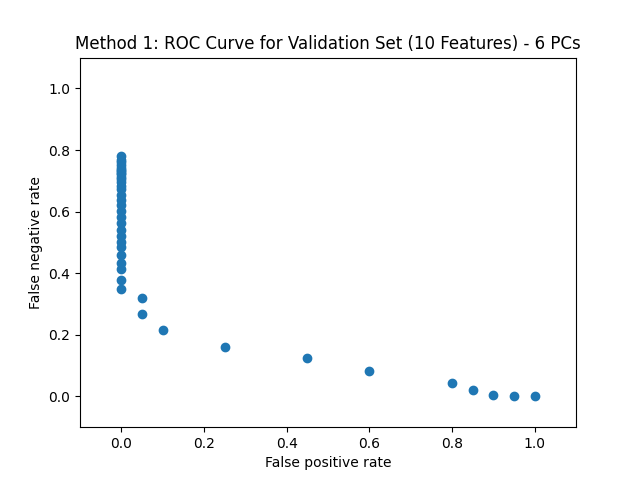 Method 1: ROC Curve for Validation Set (10 Features) - 6 PCs
1.0
0.8
0.6
0.4
0.2
0.0
False negative rate
0.0 0.2 0.4 0.6 0.8 1.0
False positive rate